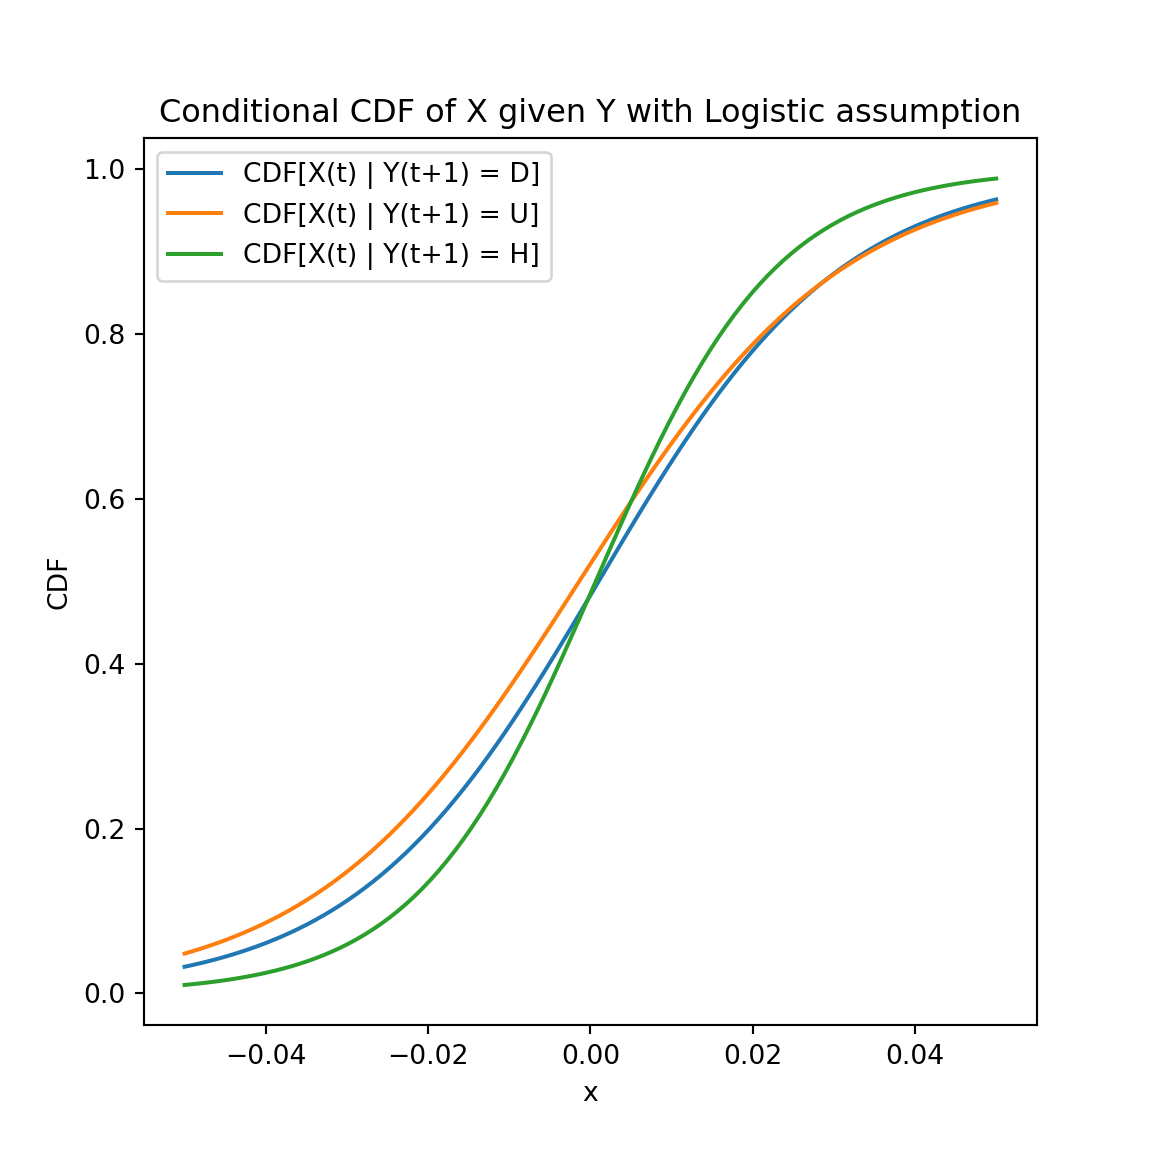 Conditional CDF of X given Y with Logistic assumption
CDF[X(t) | Y(t+1) = D]
CDF[X(t) | Y(t+1) = U]
CDF[X(t) | Y(t+1) = H]
1.0
0.8
0.6
0.4
0.2
0.0
CDF
−0.04
−0.02
0.00
0.02
0.04
x